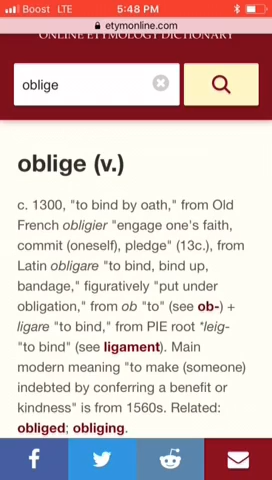 Boost LTE 5:48 PM
etymonline.com
ONLINE ETYMOLOGY DICTIONARY
oblige
oblige (v.)
c. 1300, "to bind by oath," from Old
French obligier "engage one's faith,
commit (oneself), pledge" (13c.), from
Latin obligare "to bind, bind up,
bandage," figuratively "put under
obligation," from ob "to" (see ob-) +
ligare "to bind," from PIE root *leig-
"to bind" (see ligament). Main
modern meaning "to make (someone)
indebted by conferring a benefit or
kindness" is from 1560s. Related:
obliged; obliging.